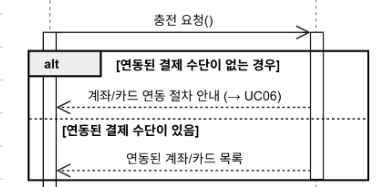 충전 요청()
alt [연동된 결제 수단이 없는 경우]
계좌/카드 연동 절차 안내 (→ UC06)
[연동된 결제 수단이 있음]
연동된 계좌/카드 목록